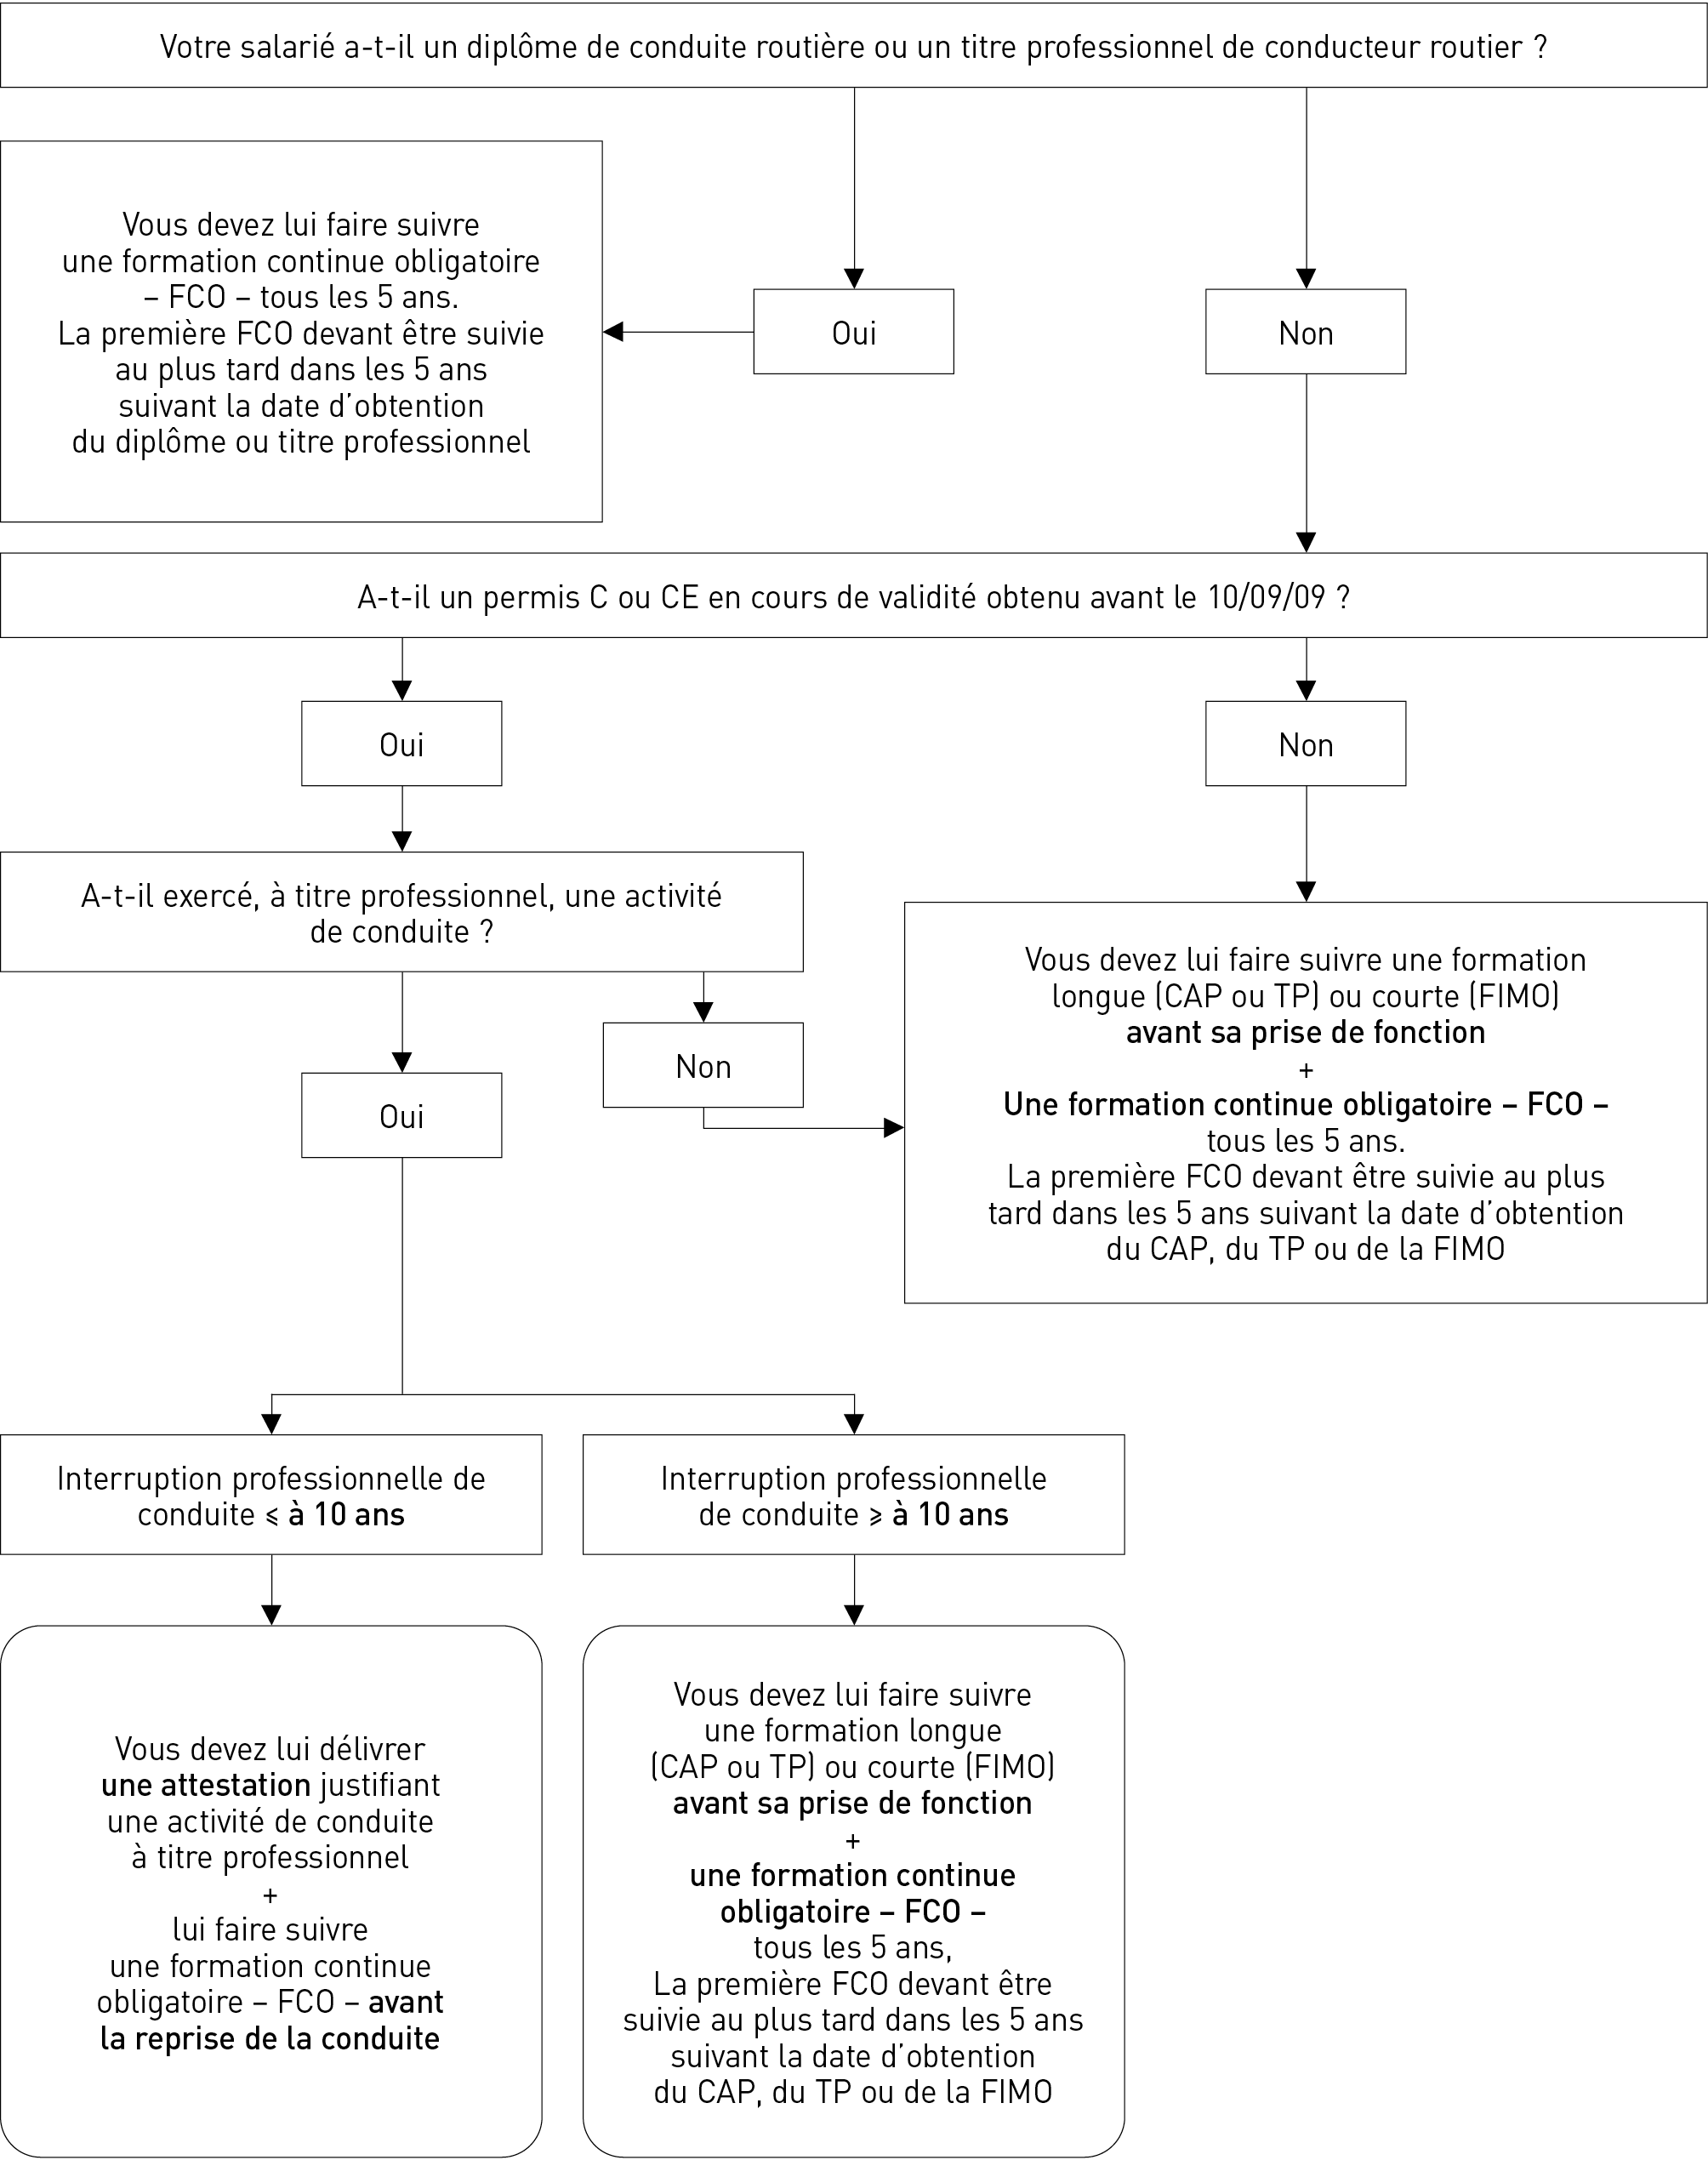 Votre salarié a-t-il un diplôme de conduite routière ou un titre professionnel de conducteur routier ?
Vous devez lui faire suivre
une formation continue obligatoire
– FCO – tous les 5 ans.
La première FCO devant être suivie
au plus tard dans les 5 ans
suivant la date d’obtention
du diplôme ou titre professionnel
Oui
Non
A-t-il un permis C ou CE en cours de validité obtenu avant le 10/09/09 ?
Oui
Non
A-t-il exercé, à titre professionnel, une activité
de conduite ?
Non
Oui
Vous devez lui faire suivre une formation
longue (CAP ou TP) ou courte (FIMO)
avant sa prise de fonction
+
Une formation continue obligatoire – FCO –
tous les 5 ans.
La première FCO devant être suivie au plus
tard dans les 5 ans suivant la date d’obtention
du CAP, du TP ou de la FIMO
Interruption professionnelle de
conduite ⩽ à 10 ans
Interruption professionnelle
de conduite ⩾ à 10 ans
Vous devez lui délivrer
une attestation justifiant
une activité de conduite
à titre professionnel
+
lui faire suivre
une formation continue
obligatoire – FCO – avant
la reprise de la conduite
Vous devez lui faire suivre
une formation longue
(CAP ou TP) ou courte (FIMO)
avant sa prise de fonction
+
une formation continue
obligatoire – FCO –
tous les 5 ans,
La première FCO devant être
suivie au plus tard dans les 5 ans
suivant la date d’obtention
du CAP, du TP ou de la FIMO